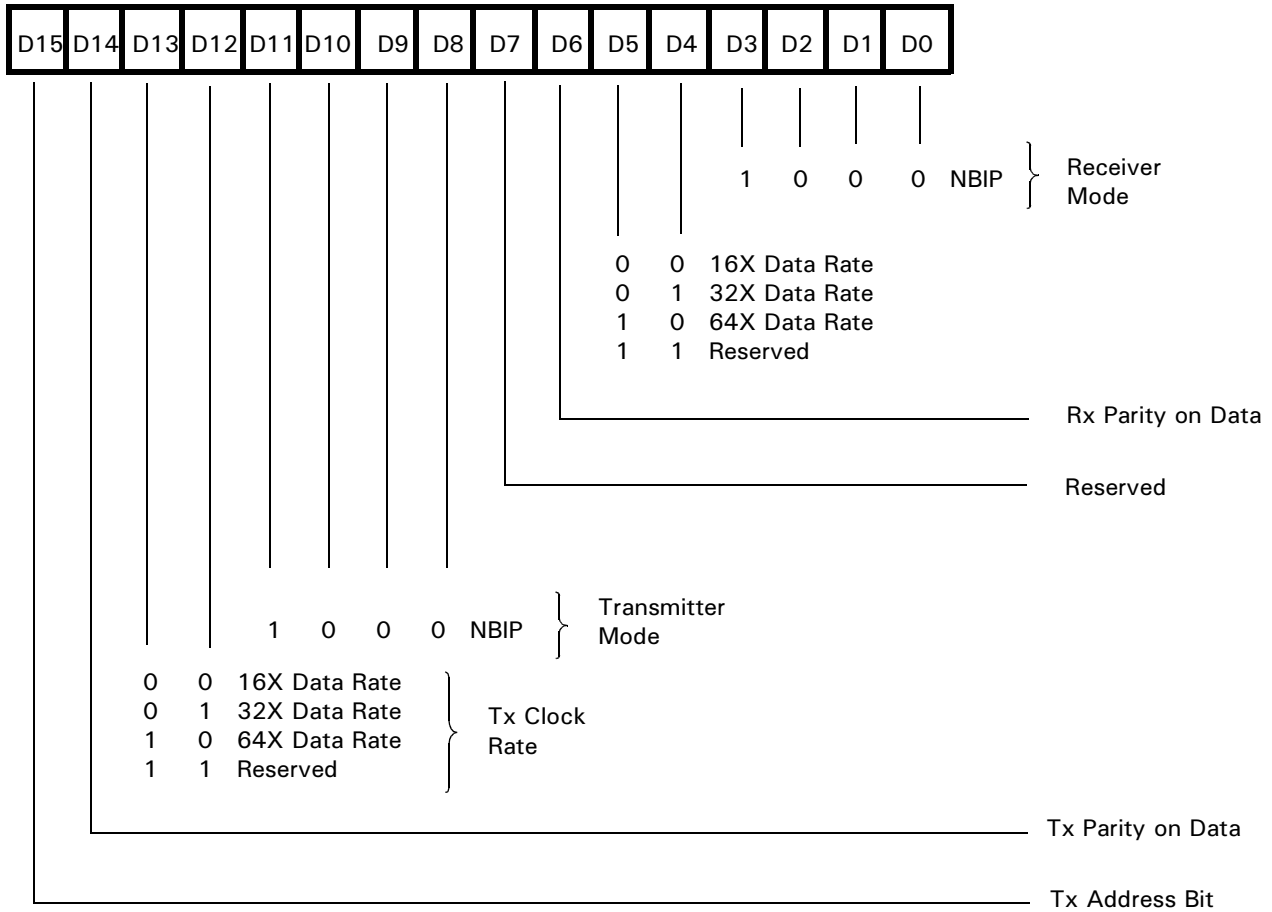 D15 D14 D13 D12 D11 D10 D9 D8 D7 D6 D5 D4 D3 D2 D1 D0
1 0 0 0 NBIP
Receiver
Mode
0 0 16X Data Rate
0 1 32X Data Rate
1 0 64X Data Rate
1 1 Reserved
Rx Parity on Data
Reserved
1 0 0 0 NBIP
Transmitter
Mode
0 0 16X Data Rate
0 1 32X Data Rate
1 0 64X Data Rate
1 1 Reserved
Tx Clock
Rate
Tx Parity on Data
Tx Address Bit